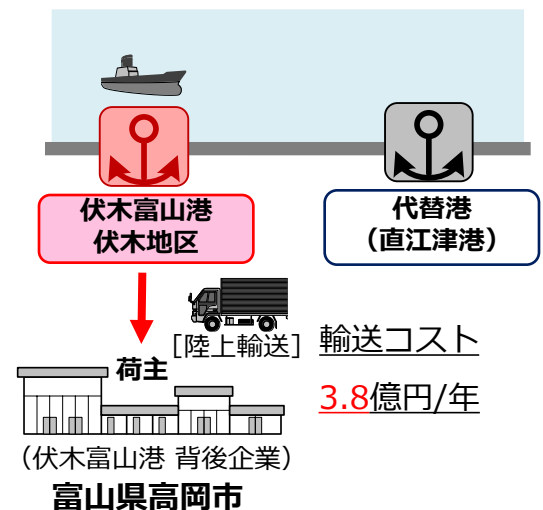 伏木富山港
伏木地区
代替港
（直江津港）
［陸上輸送］
荷主
輸送コスト
3.8億円/年
（伏木富山港 背後企業）
富山県高岡市